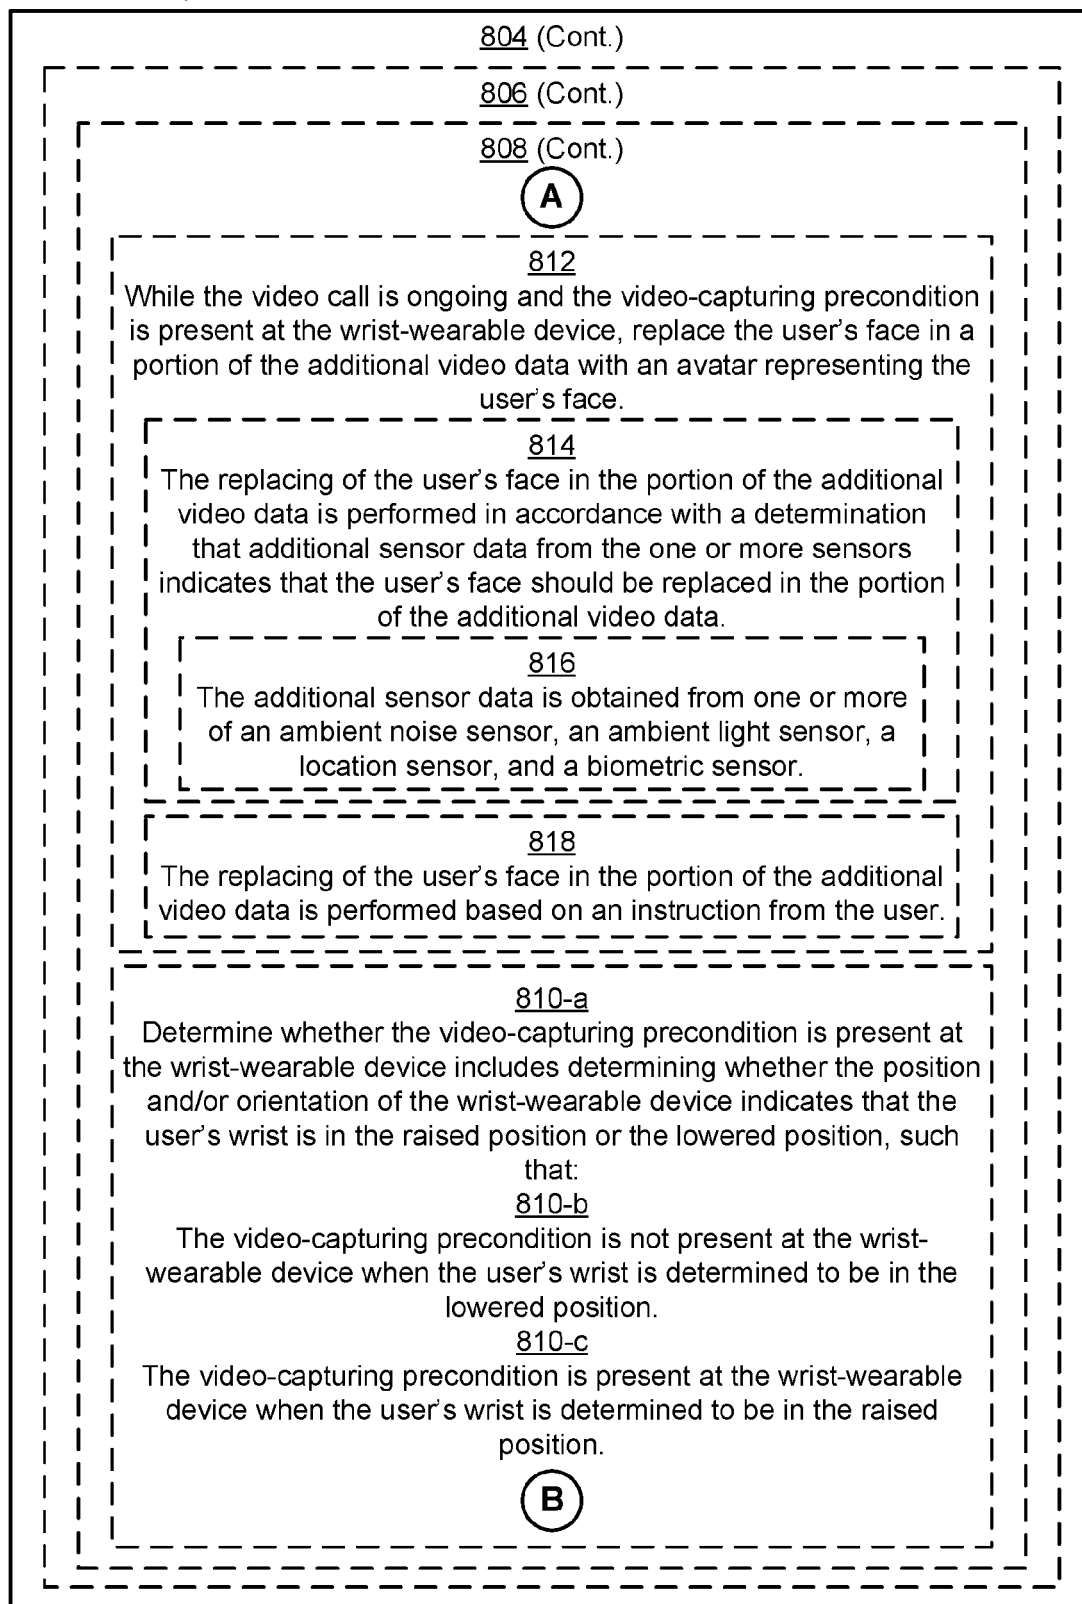 804 (Cont.)
806 (Cont.)
808 (Cont.)
A
812
While the video call is ongoing and the video-capturing precondition
is present at the wrist-wearable device, replace the user's face in a
portion of the additional video data with an avatar representing the
user's face.
814
The replacing of the user's face in the portion of the additional
video data is performed in accordance with a determination
that additional sensor data from the one or more sensors
indicates that the user's face should be replaced in the portion
of the additional video data.
816
The additional sensor data is obtained from one or more
of an ambient noise sensor, an ambient light sensor, a
location sensor, and a biometric sensor.
818
The replacing of the user's face in the portion of the additional
video data is performed based on an instruction from the user.
810-a
Determine whether the video-capturing precondition is present at
the wrist-wearable device includes determining whether the position
and/or orientation of the wrist-wearable device indicates that the
user's wrist is in the raised position or the lowered position, such
that:
810-b
The video-capturing precondition is not present at the wrist-
wearable device when the user's wrist is determined to be in the
lowered position.
810-c
The video-capturing precondition is present at the wrist-wearable
device when the user's wrist is determined to be in the raised
position.
B